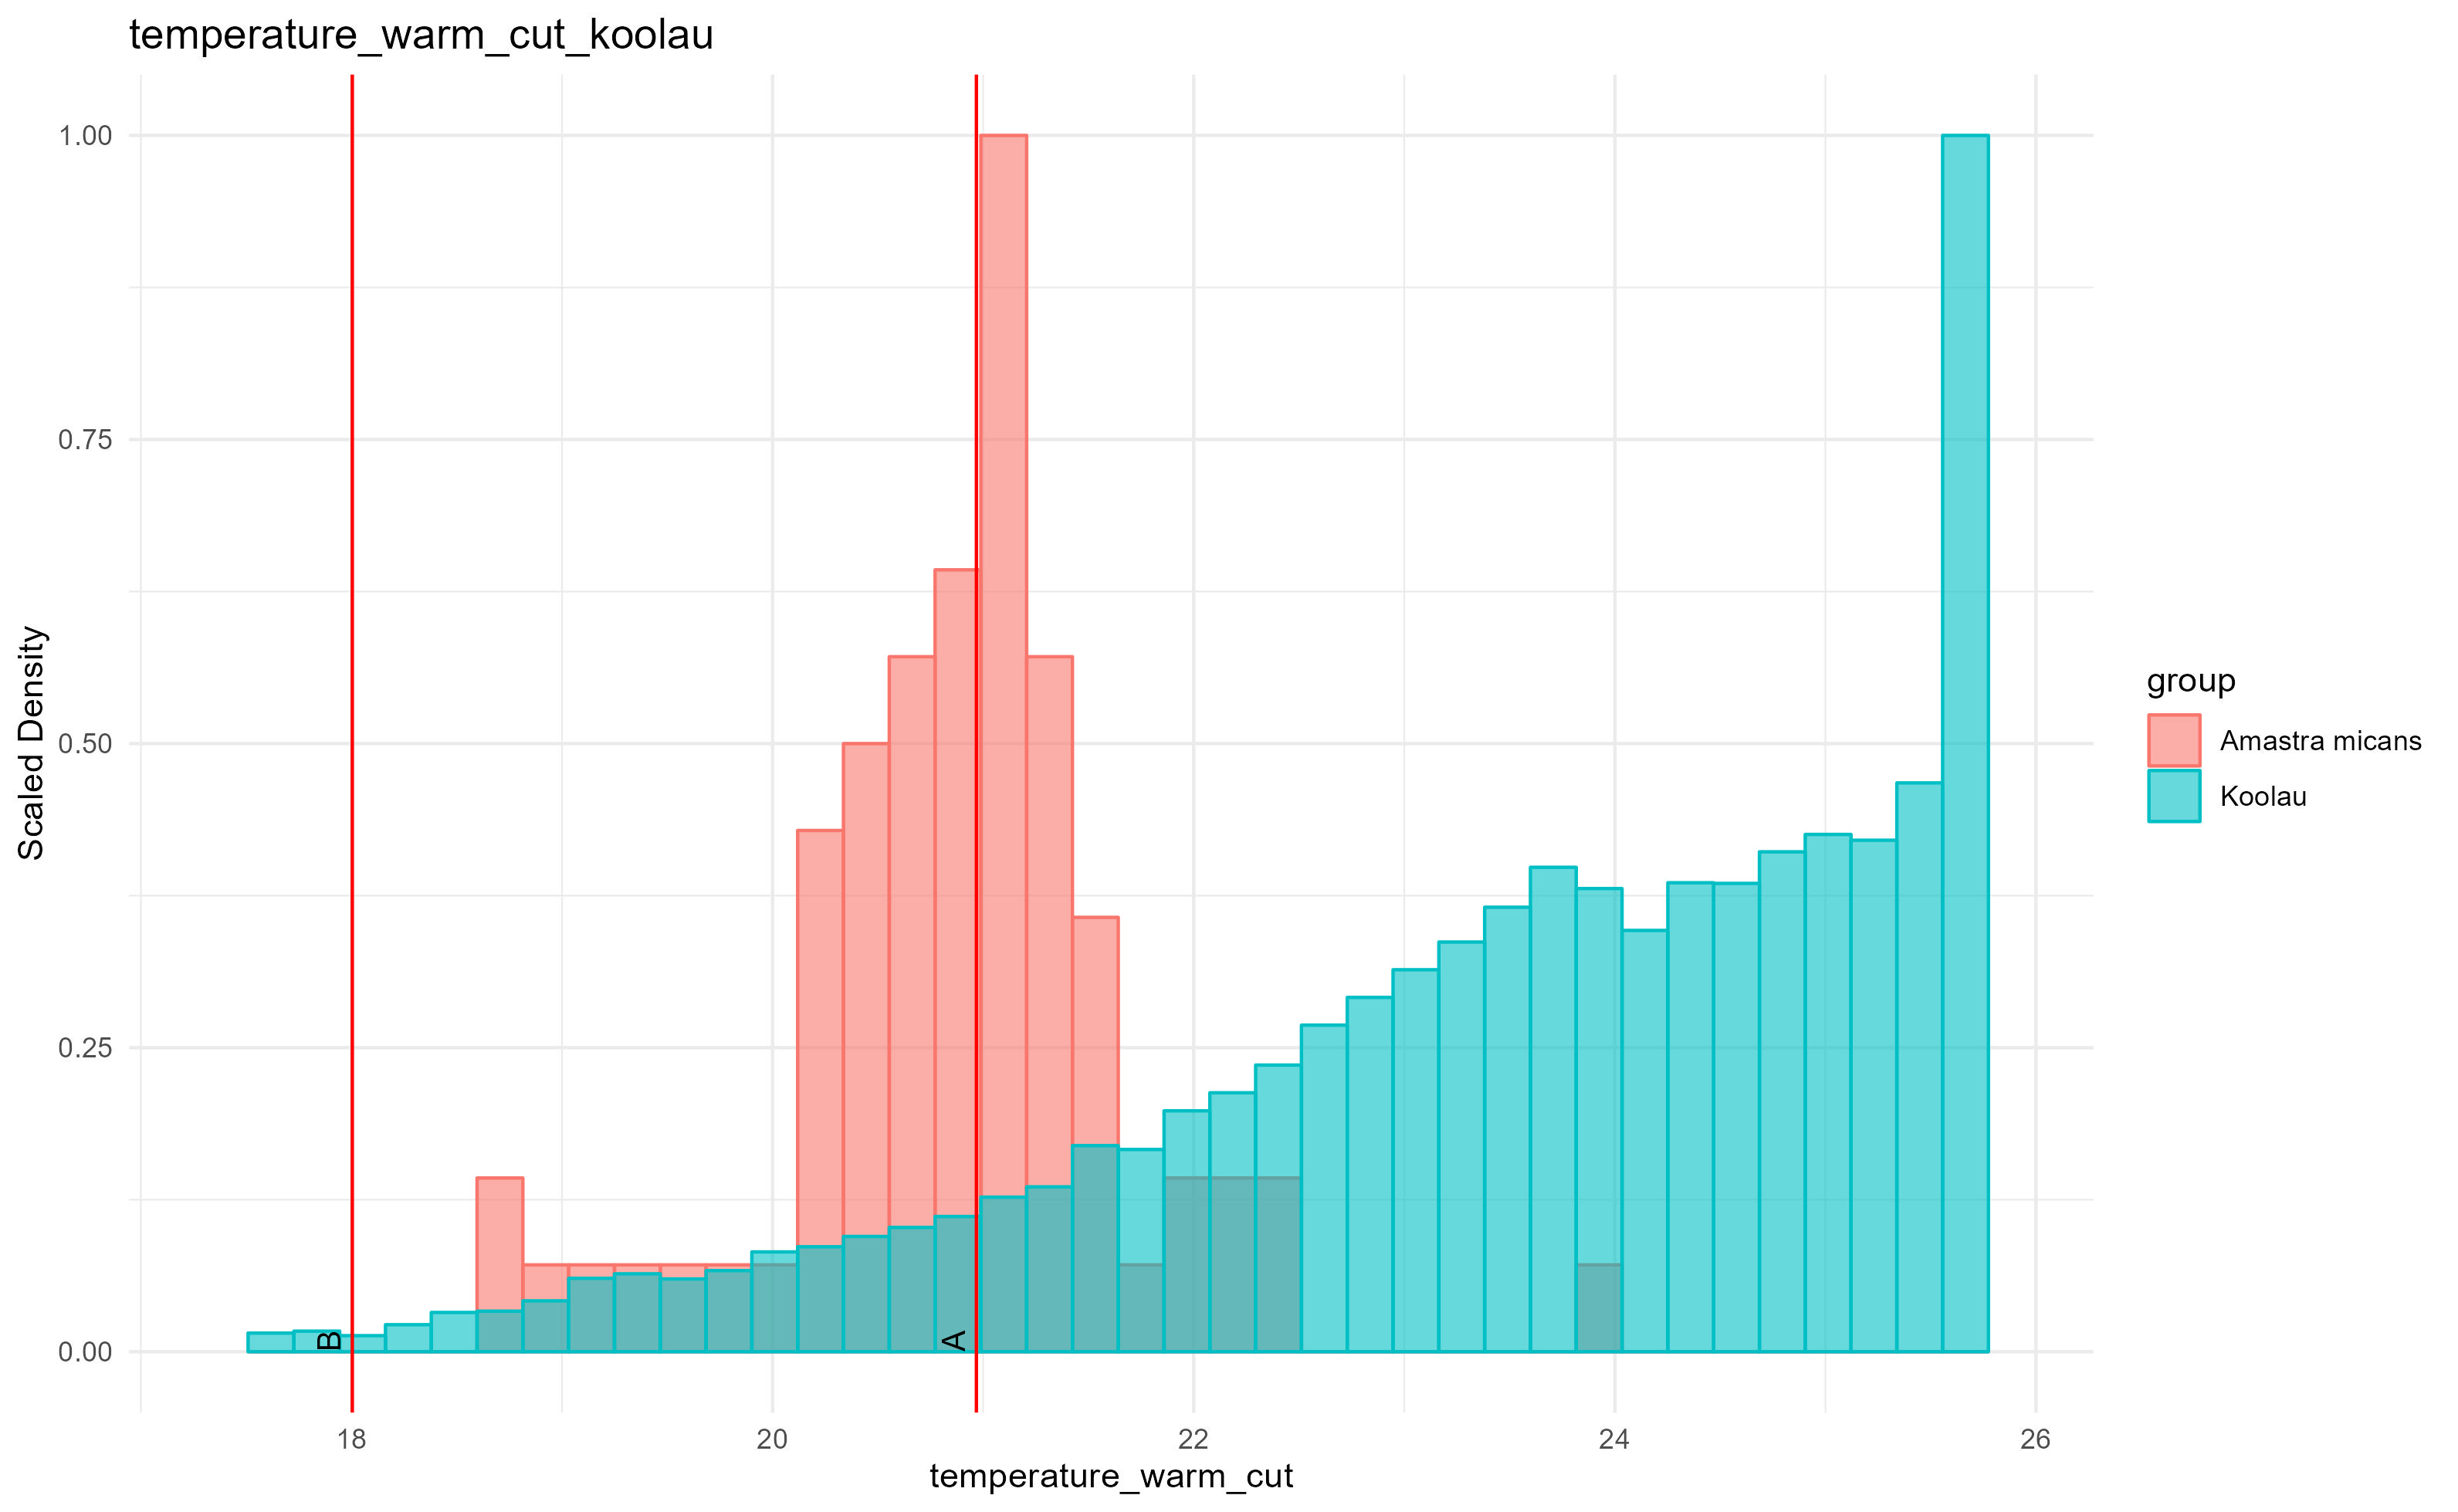 temperature_warm_cut_koolau
1.00
0.75
0.50
0.25
0.00
Scaled Density
B
A
18
20
22
24
26
temperature_warm_cut
group
Amastra micans
Koolau